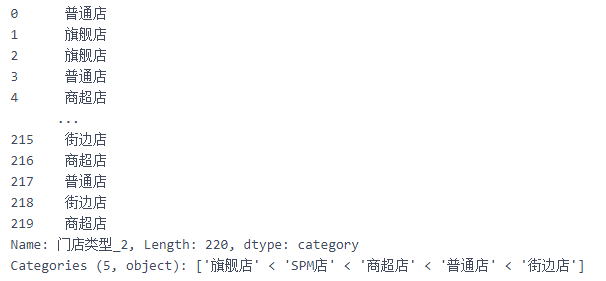 0 普通店
1 旗舰店
2 旗舰店
3 普通店
4 商超店
...
215 街边店
216 商超店
217 普通店
218 街边店
219 商超店
Name: 门店类型_2, Length: 220, dtype: category
Categories (5, object): ['旗舰店' < 'SPM店' < '商超店' < '普通店' < '街边店']